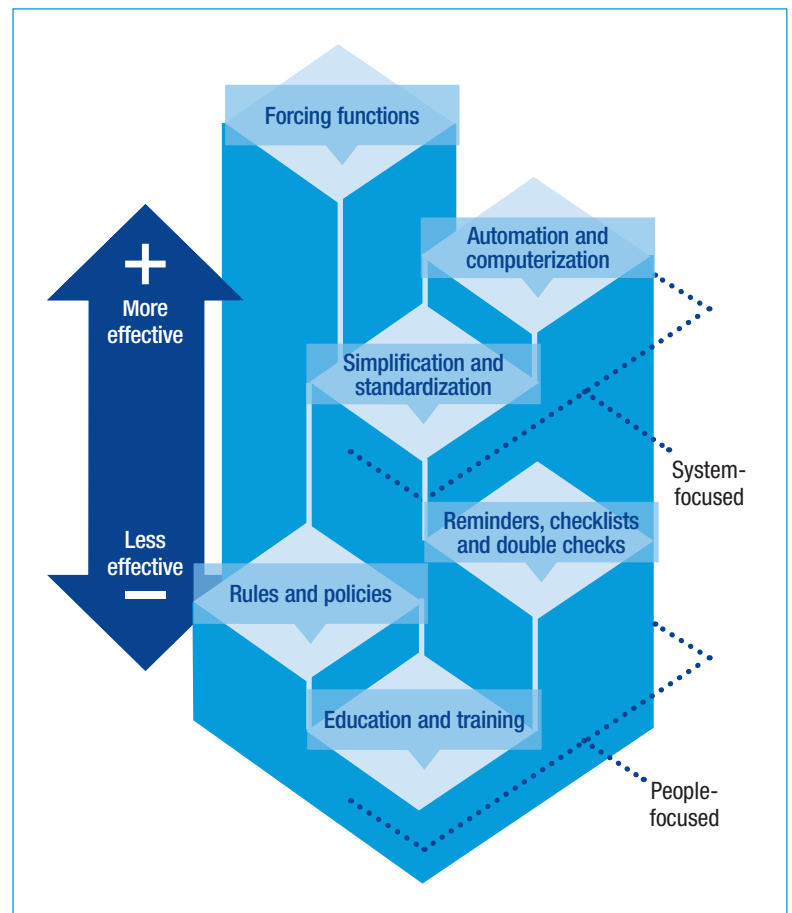 Forcing functions
Automation and
computerization
+
More
effective
Simplification and
standardization
System-
focused
Reminders, checklists
and double checks
Less
effective
−
Rules and policies
Education and training
People-
focused